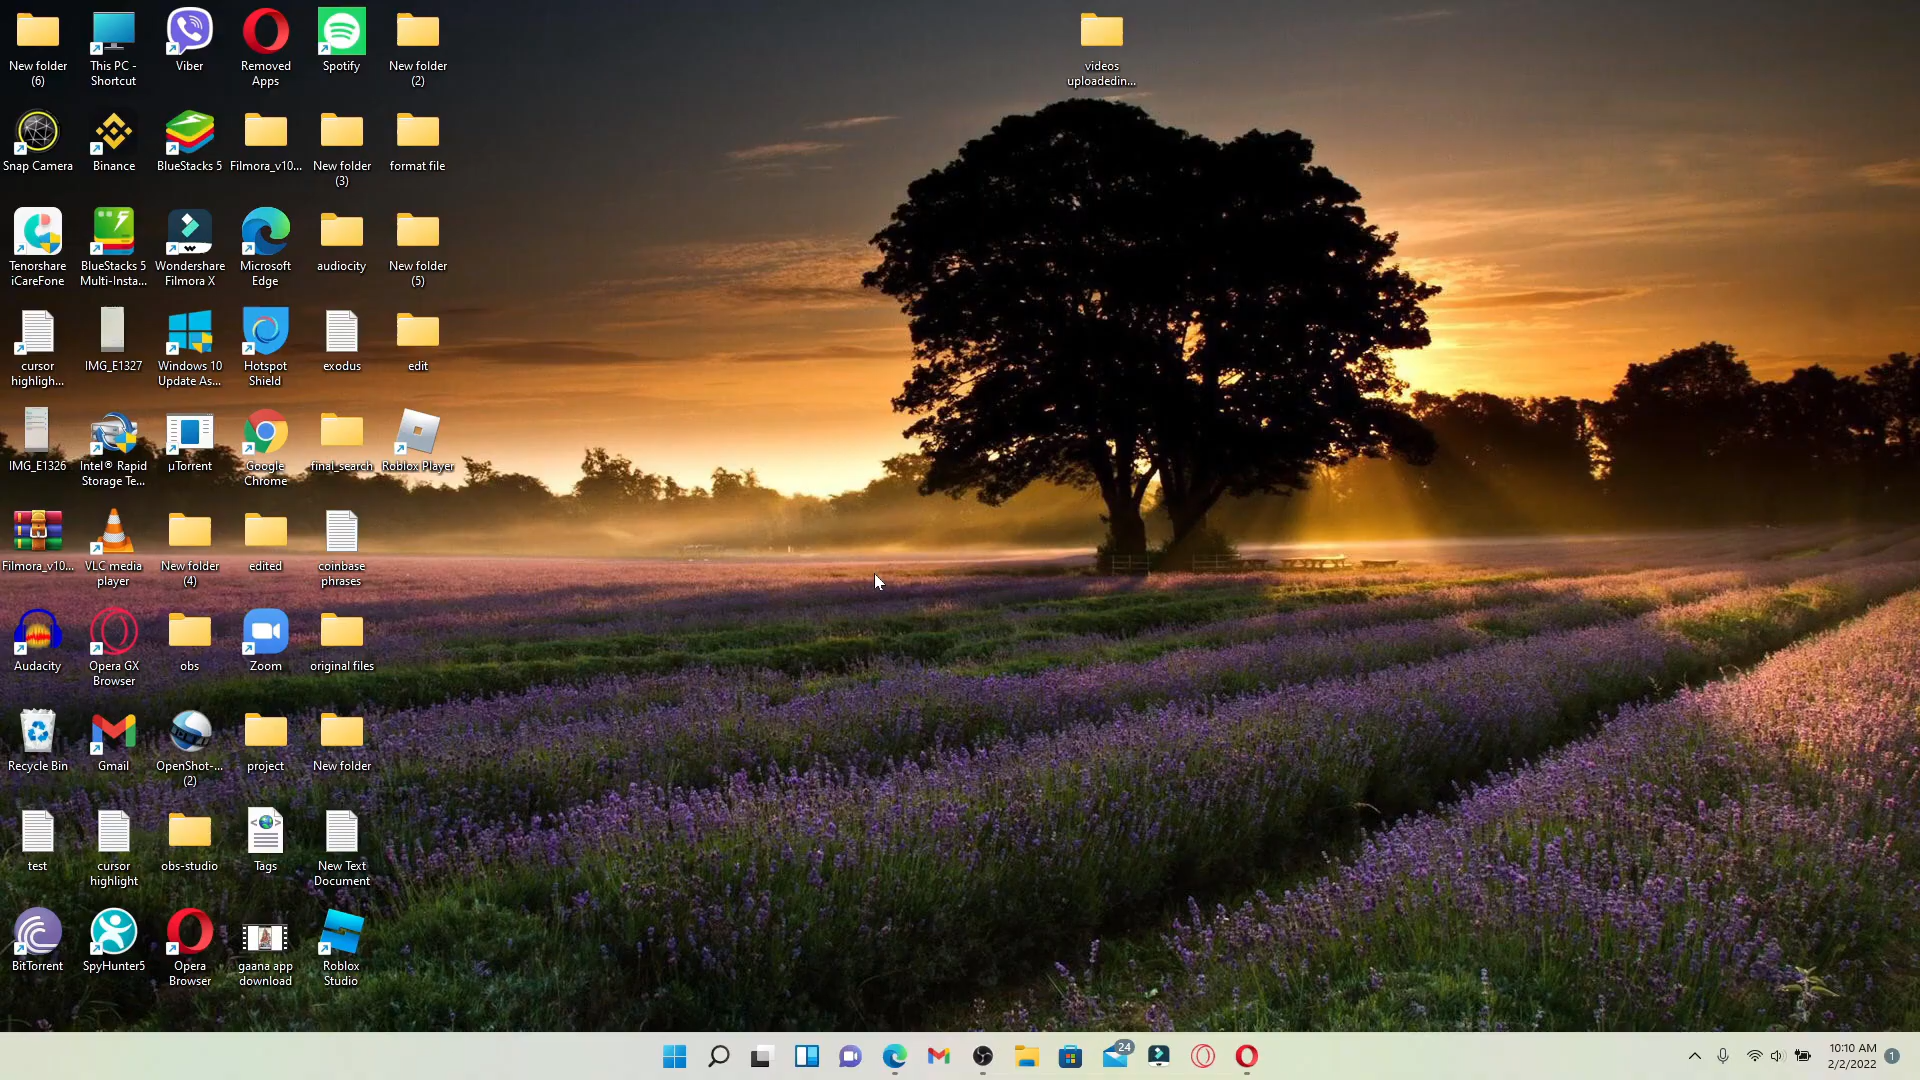 New folder
(6)
This PC -
Shortcut
Viber
Removed
Apps
Spotify
New folder
(2)
videos
uploadedin...
Snap Camera
Binance
BlueStacks 5
Filmora_v10...
New folder
(3)
format file
Tenorshare
iCareFone
BlueStacks 5
Multi-Insta...
Wondershare
Filmora X
Microsoft
Edge
audiocity
New folder
(5)
cursor
highligh...
IMG_E1327
Windows 10
Update As...
Hotspot
Shield
exodus
edit
IMG_E1326
Intel® Rapid
Storage Te...
µTorrent
Google
Chrome
final_search
Roblox Player
Filmora_v10...
VLC media
player
New folder
(4)
edited
coinbase
phrases
Audacity
Opera GX
Browser
obs
Zoom
original files
Recycle Bin
Gmail
OpenShot-...
(2)
project
New folder
test
cursor
highlight
obs-studio
Tags
New Text
Document
BitTorrent
SpyHunter5
Opera
Browser
gaana app
download
Roblox
Studio
24
10:10 AM
2/2/2022
1